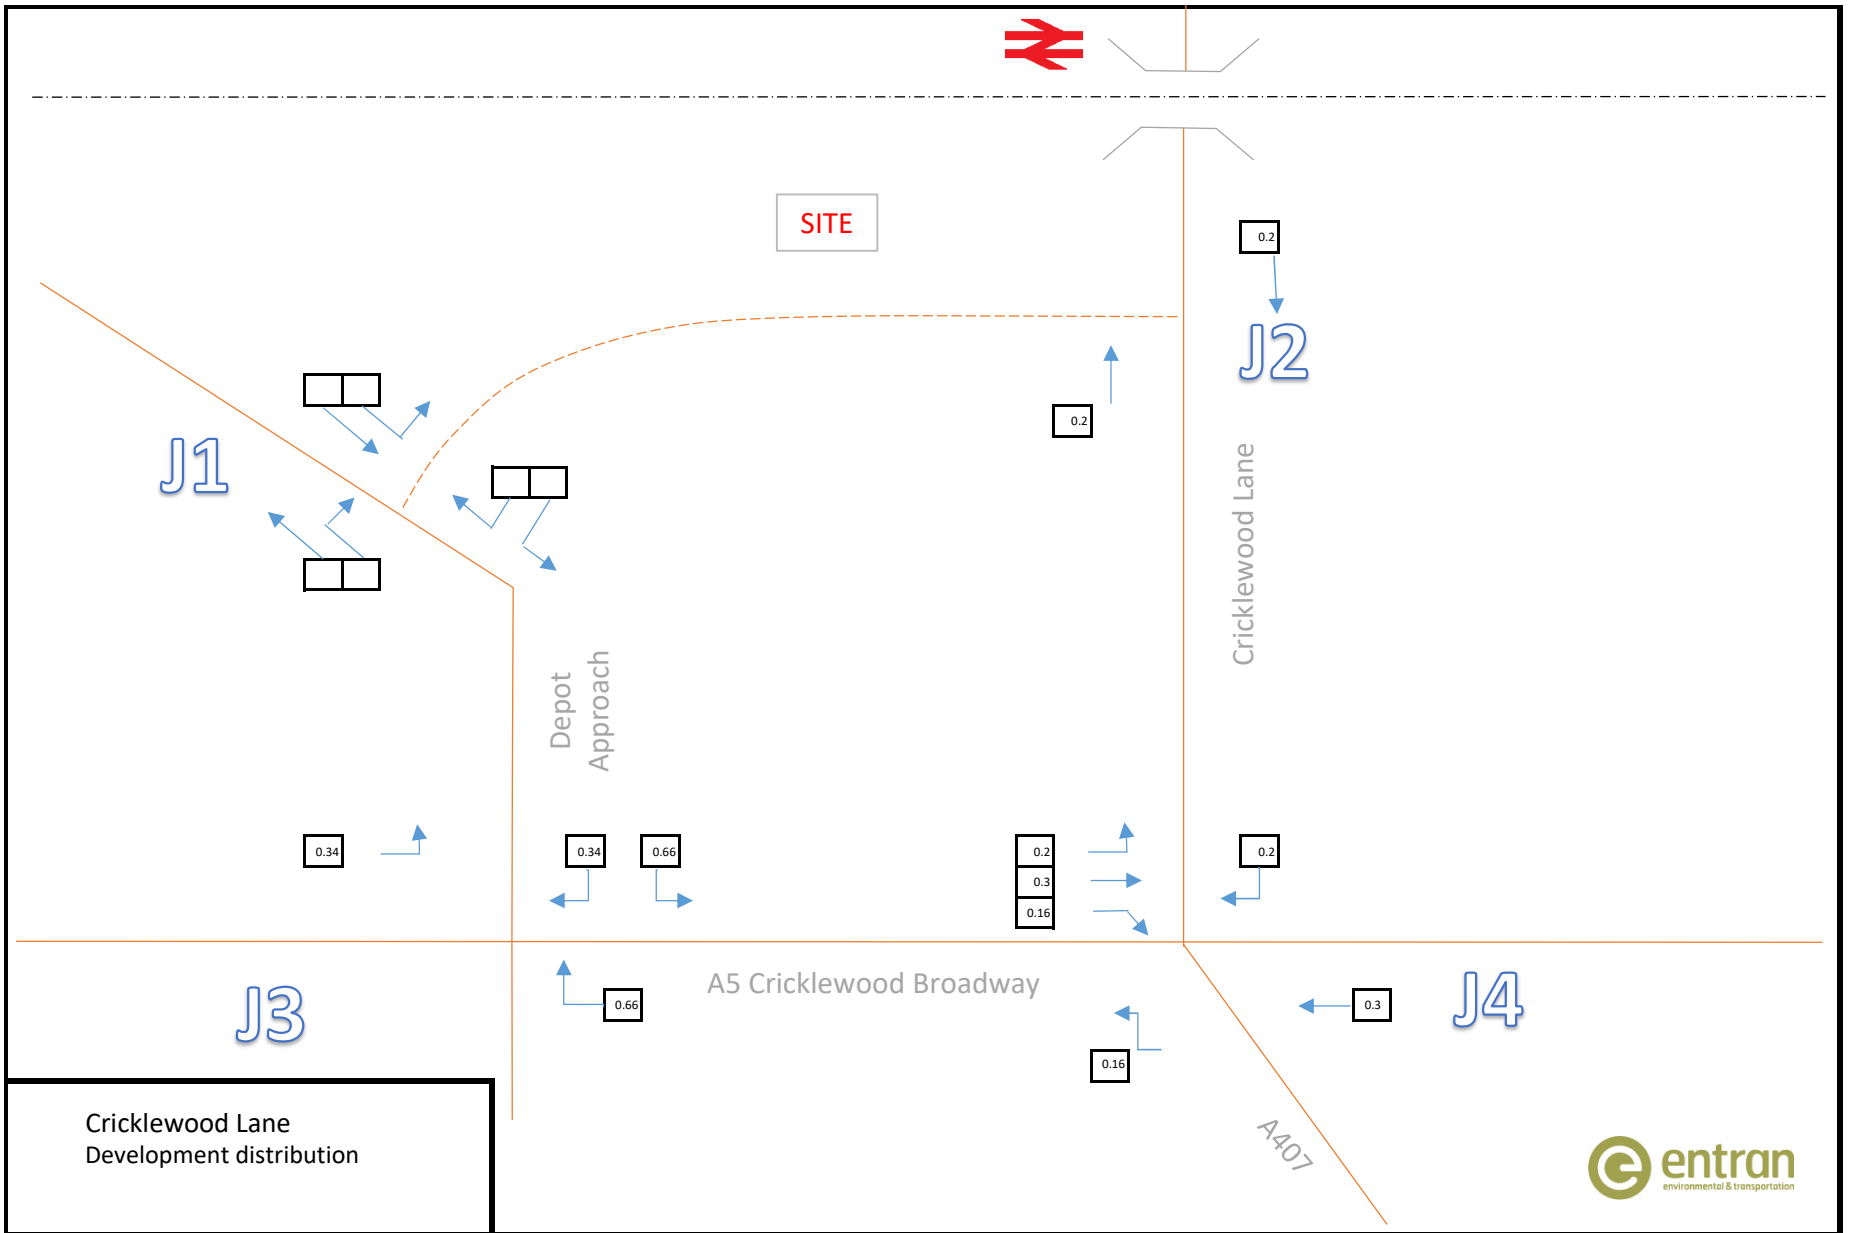 SITE
0.2
J2
0.2
J1
Cricklewood Lane
Depot
Approach
0.34
0.34
0.66
0.2
0.3
0.16
0.2
A5 Cricklewood Broadway
J3
0.66
0.3
J4
0.16
A407
Cricklewood Lane
Development distribution
entran
environmental & transportation